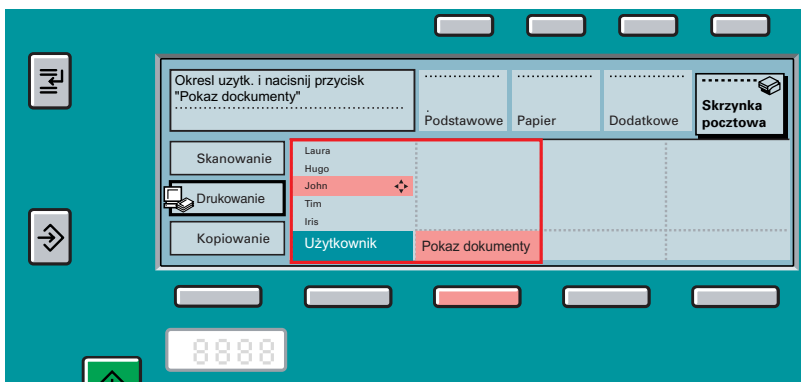 Okresl uzytk. i nacisnij przycisk
"Pokaz dockumenty"
Podstawowe
Papier
Dodatkowe
Skrzynka
pocztowa
Skanowanie
Drukowanie
Kopiowanie
Laura
Hugo
John
Tim
Iris
Użytkownik
Pokaz dokumenty
8888